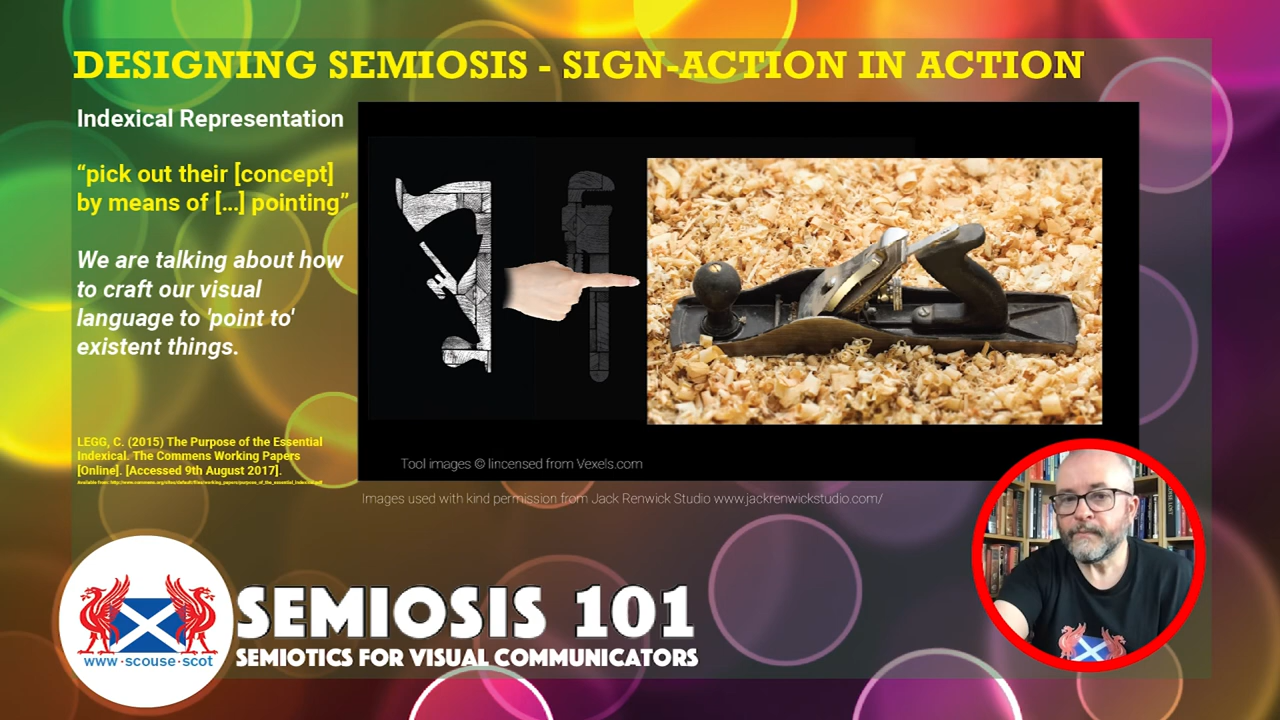 DESIGNING SEMIOSIS - SIGN-ACTION IN ACTION
Indexical Representation
“pick out their [concept]
by means of [...] pointing”
We are talking about how
to craft our visual
language to 'point to'
existent things.
LEGG, C. (2015) The Purpose of the Essential
Indexical. The Commens Working Papers
[Online]. [Accessed 9th August 2017].
Tool images © lincensed from Vexels.com
Images used with kind permission from Jack Renwick Studio www.jackrenwickstudio.com/
www·scouse·scot
SEMIOSIS 101
SEMIOTICS FOR VISUAL COMMUNICATORS